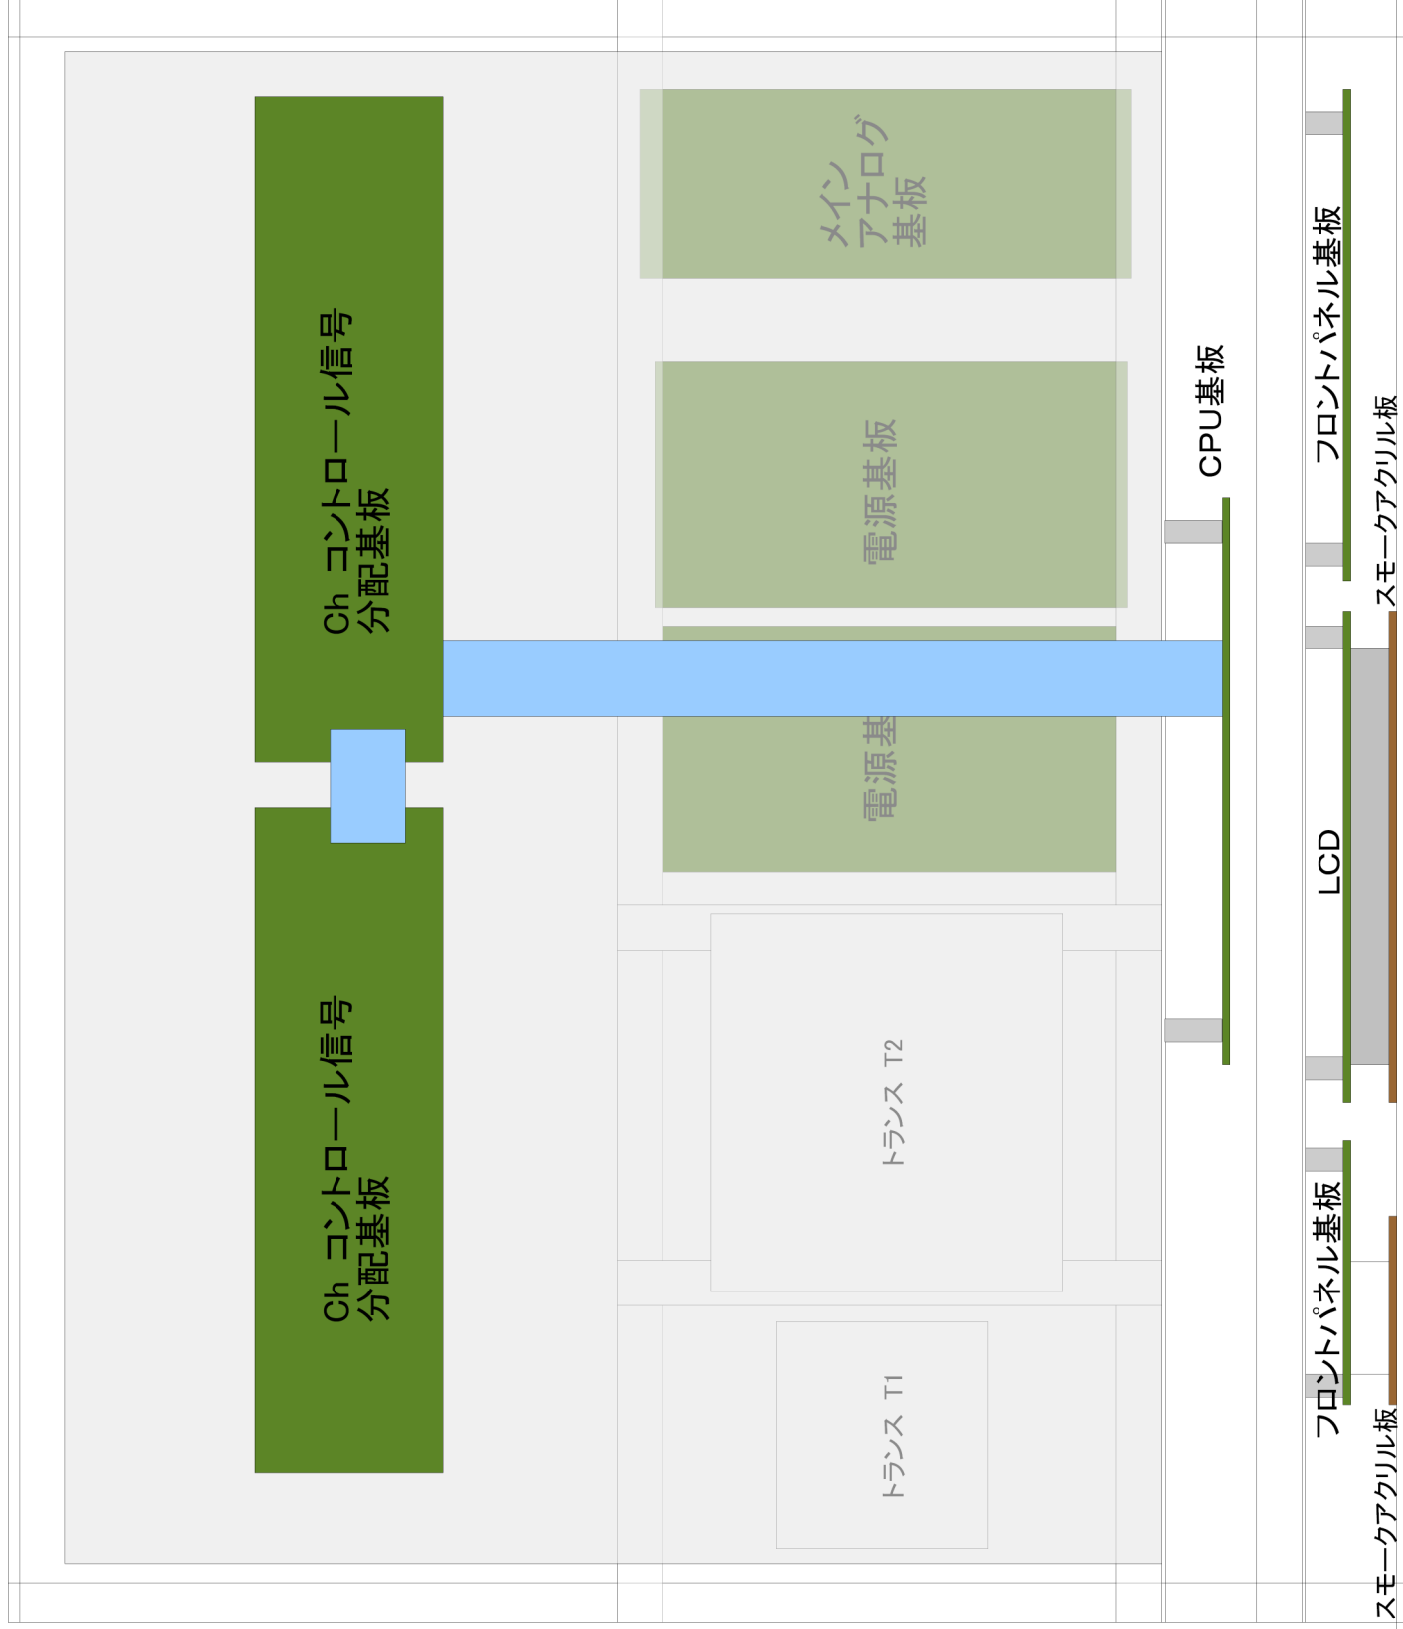 Ch コントロール信号
分配基板
Ch コントロール信号
分配基板
メイン
アナログ
基板
電源基板
電源基
トランス T2
トランス T1
CPU基板
フロントパネル基板
スモークアクリル板
LCD
フロントパネル基板
スモークアクリル板